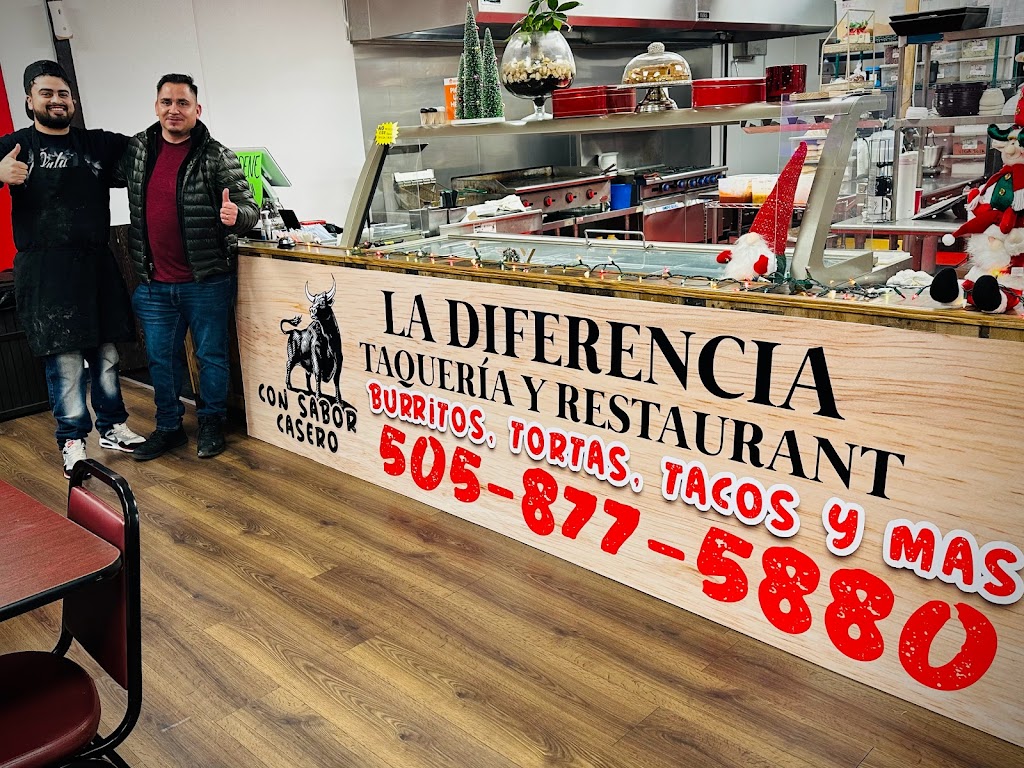 LA DIFERENCIA
TAQUERÍA Y RESTAURANT
CON SABOR
CASERO
BURRITOS, TORTAS, TACOS Y MAS
505-877-5880